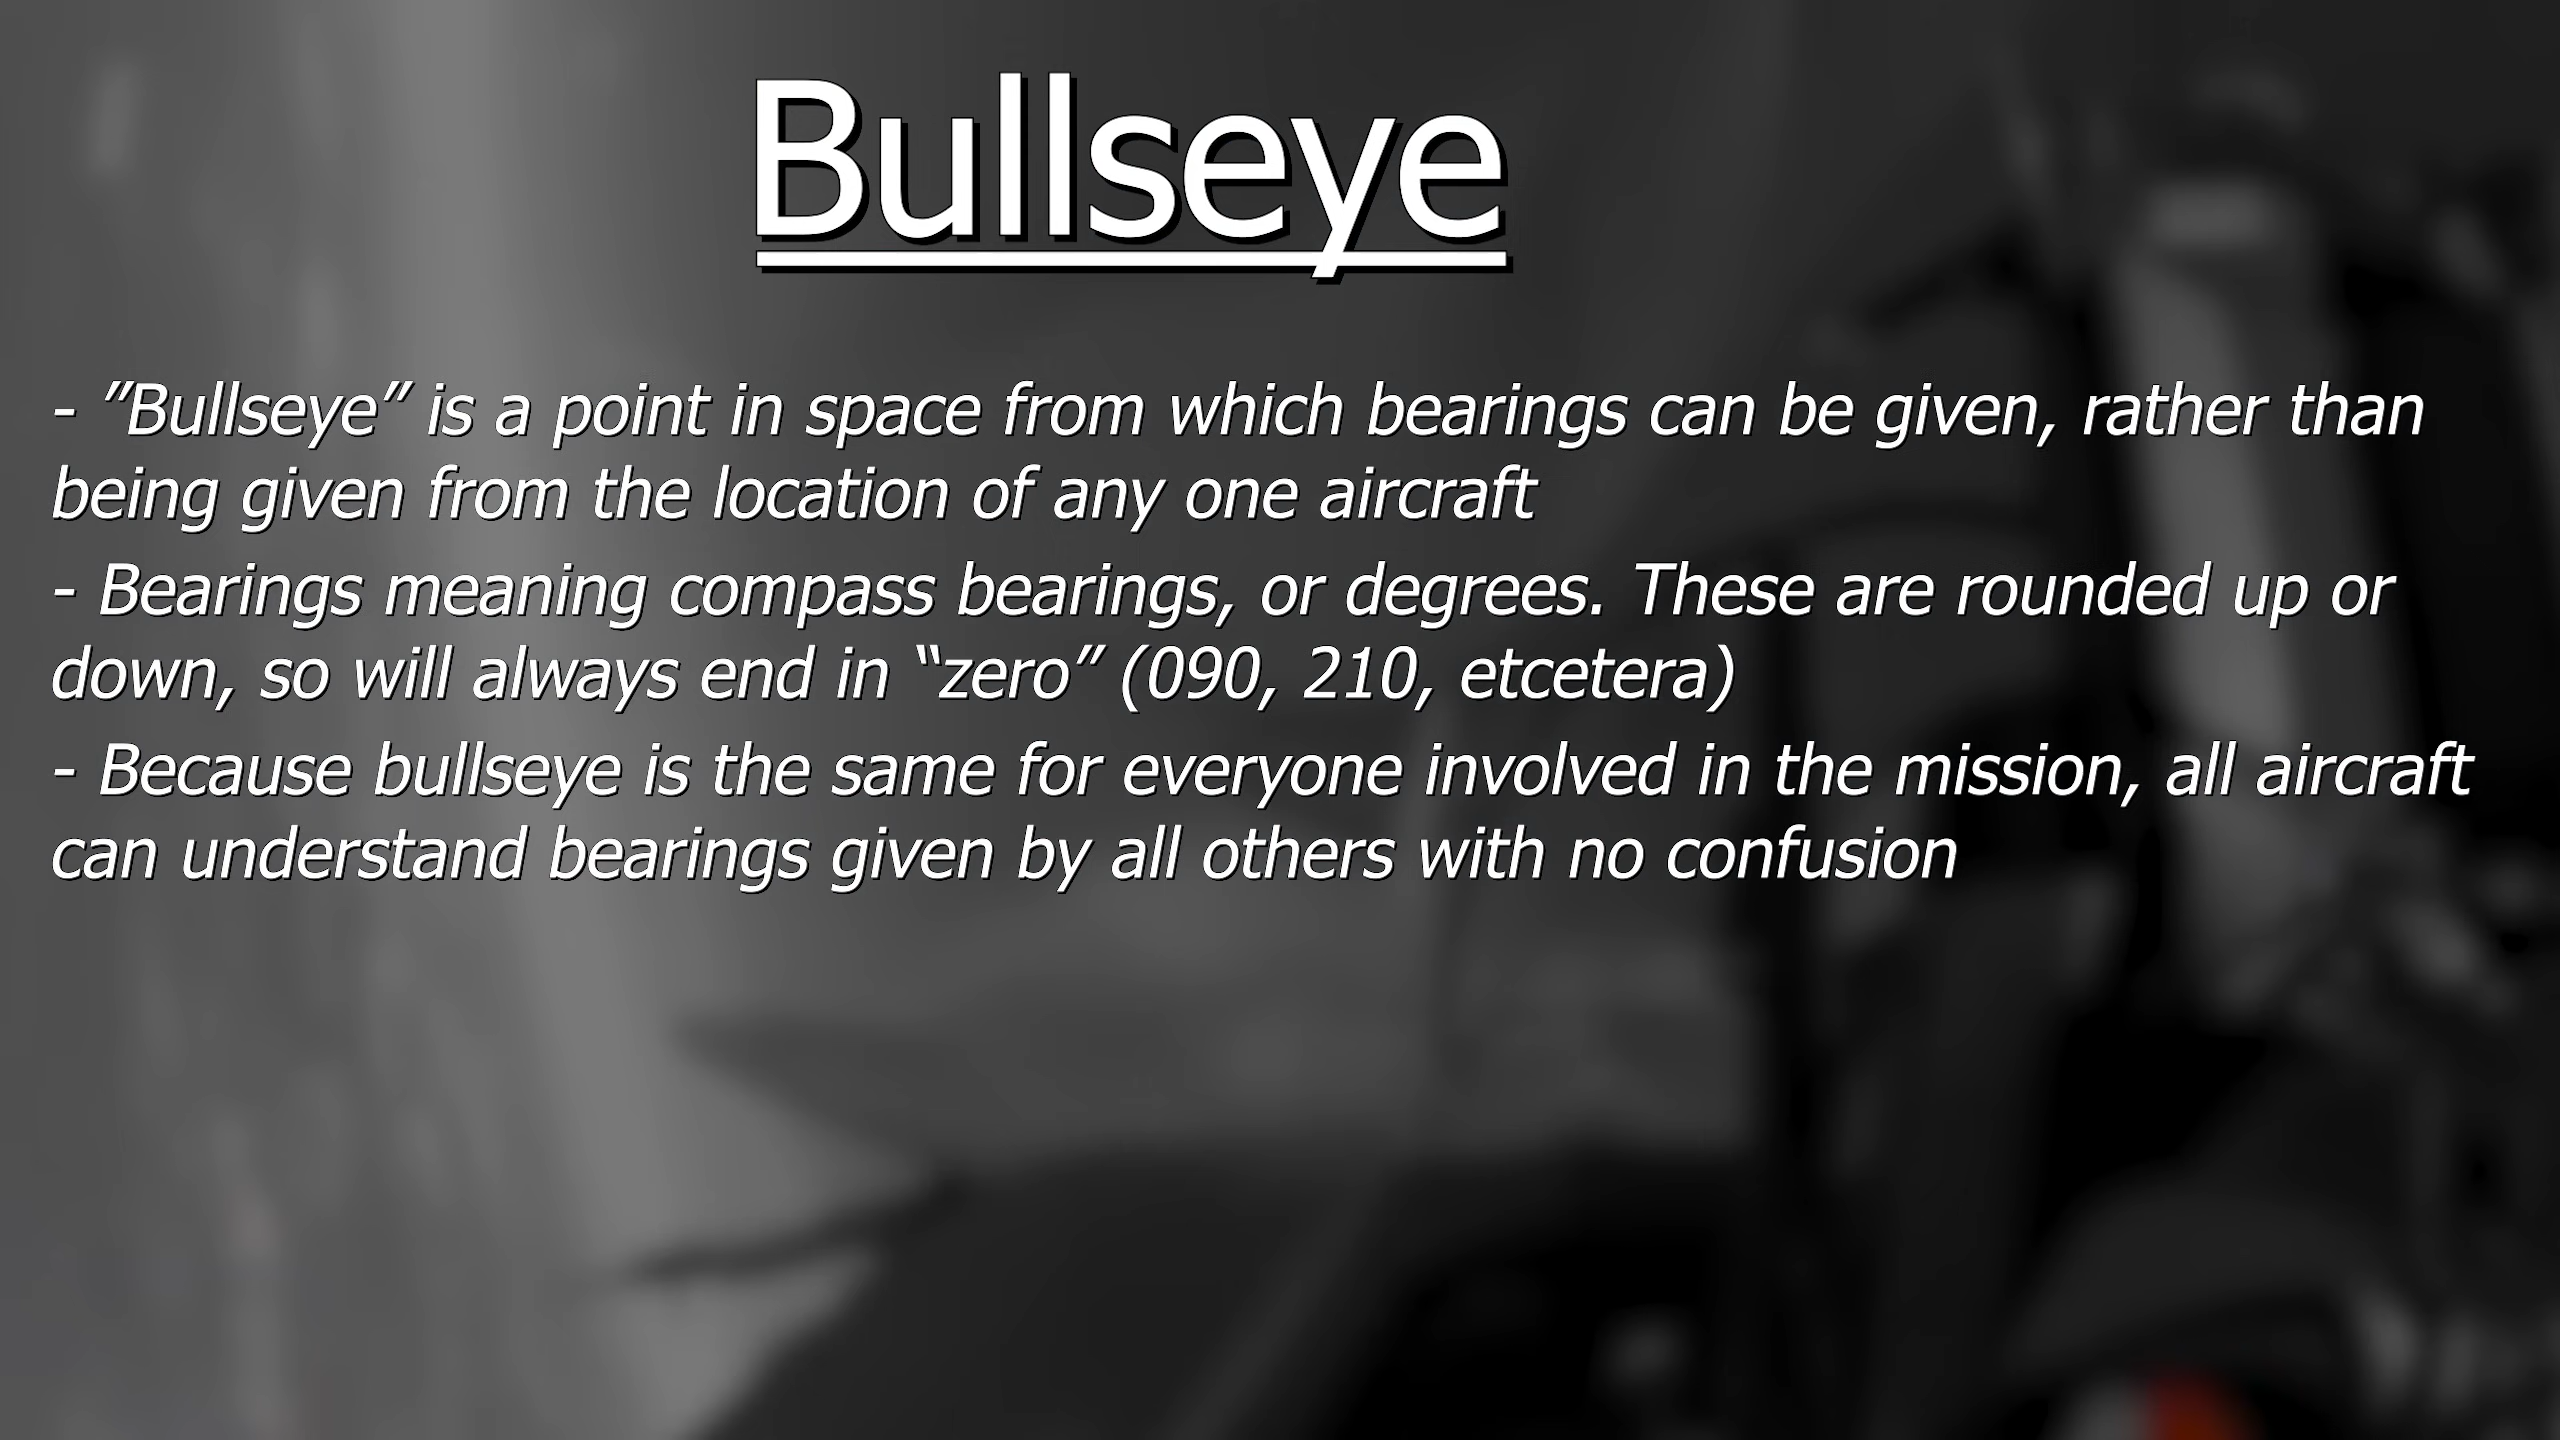 Bullseye
- ”Bullseye” is a point in space from which bearings can be given, rather than
being given from the location of any one aircraft
- Bearings meaning compass bearings, or degrees. These are rounded up or
down, so will always end in “zero” (090, 210, etcetera)
- Because bullseye is the same for everyone involved in the mission, all aircraft
can understand bearings given by all others with no confusion